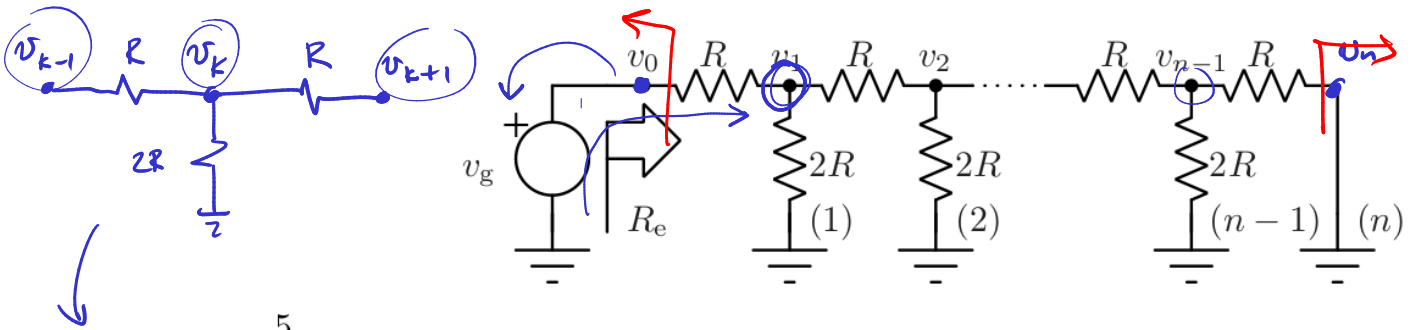 v_{k-1} R v_k R v_{k+1}
2R
v_0 R v_1 R v_2 R v_{n-1} R v_n
+
v_g
R_e
2R 2R 2R
(1) (2) (n − 1) (n)
5